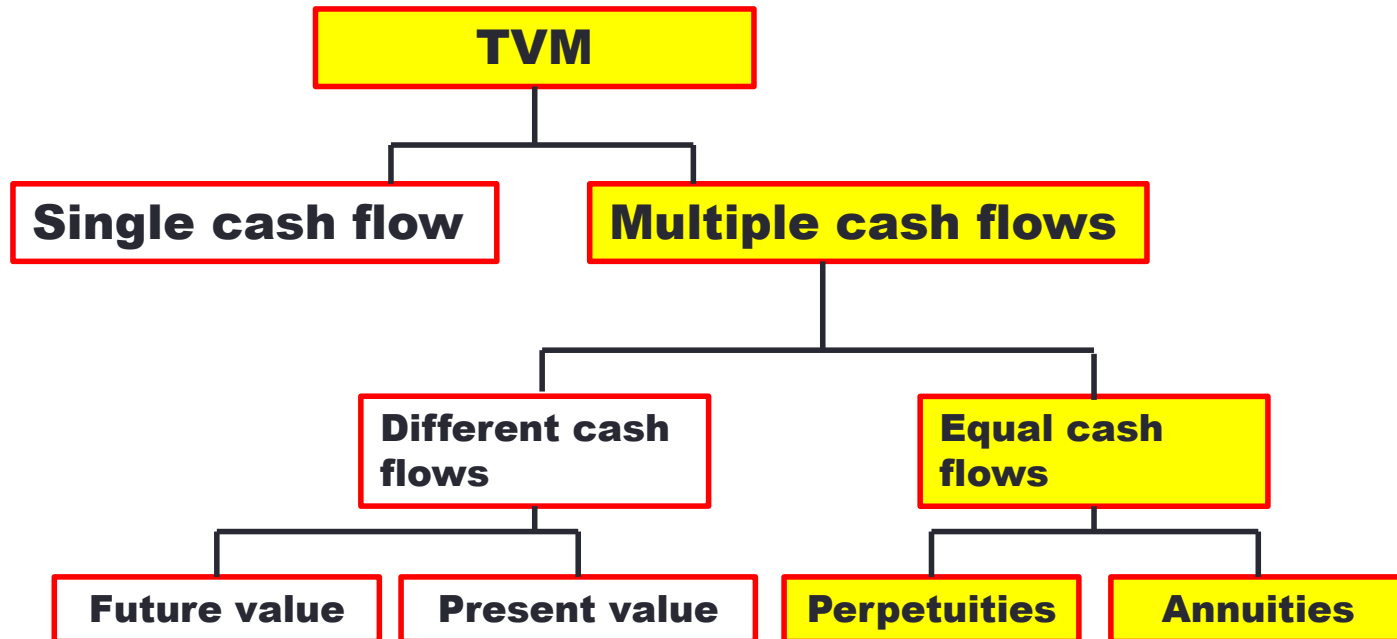 TVM
Single cash flow
Multiple cash flows
Different cash
flows
Equal cash
flows
Future value
Present value
Perpetuities
Annuities